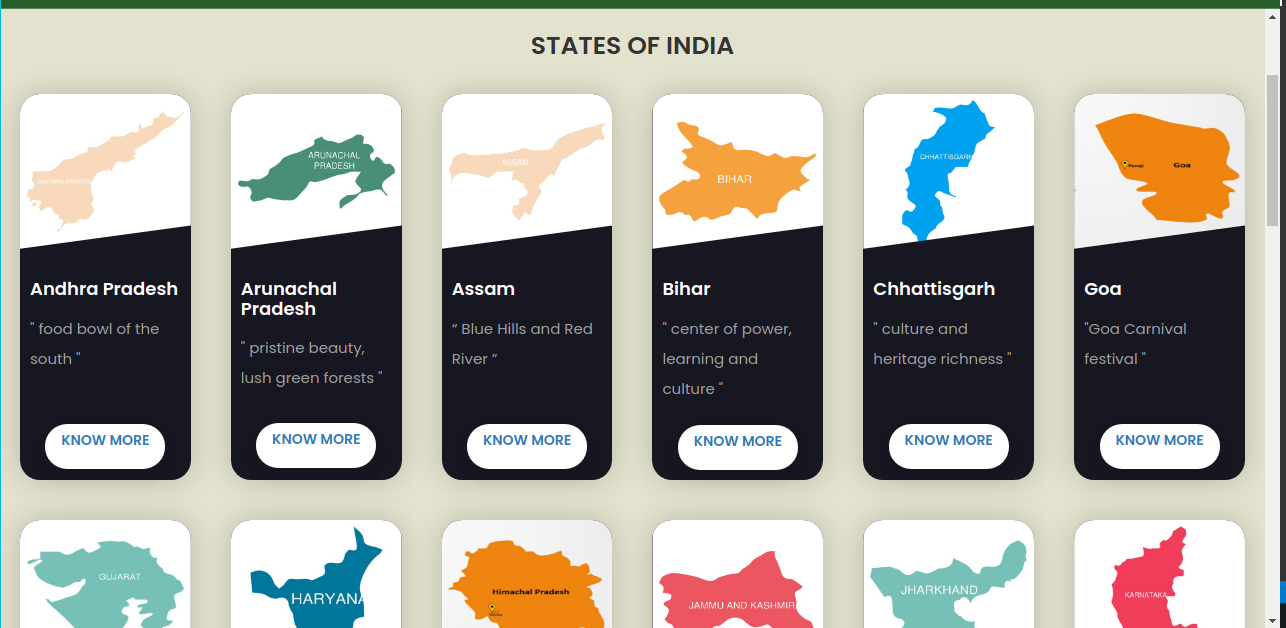 STATES OF INDIA
ANDHRA PRADESH
ARUNACHAL
PRADESH
ASSAM
BIHAR
CHHATTISGARH
Panaji
Goa
Andhra Pradesh
" food bowl of the
south "
KNOW MORE
Arunachal
Pradesh
" pristine beauty,
lush green forests "
KNOW MORE
Assam
“ Blue Hills and Red
River ”
KNOW MORE
Bihar
" center of power,
learning and
culture "
KNOW MORE
Chhattisgarh
" culture and
heritage richness "
KNOW MORE
Goa
"Goa Carnival
festival "
KNOW MORE
GUJARAT
HARYANA
Himachal Pradesh
JAMMU AND KASHMIR
JHARKHAND
KARNATAKA